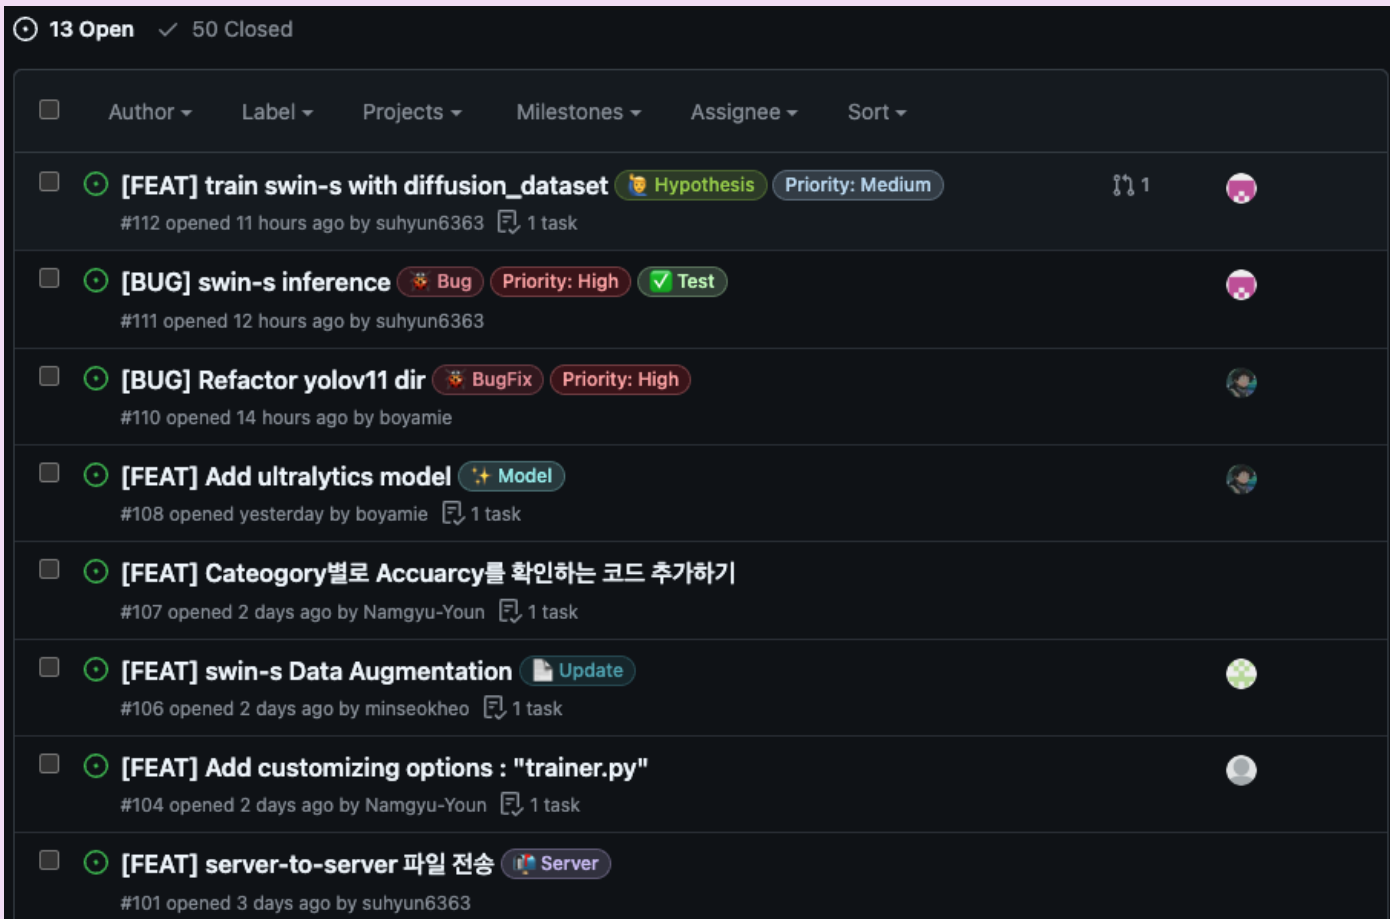 13 Open 50 Closed
Author Label Projects Milestones Assignee Sort
[FEAT] train swin-s with diffusion_dataset 🙋 Hypothesis Priority: Medium 1
#112 opened 11 hours ago by suhyun6363 1 task
[BUG] swin-s inference 🐞 Bug Priority: High ✅ Test
#111 opened 12 hours ago by suhyun6363
[BUG] Refactor yolov11 dir 🐞 BugFix Priority: High
#110 opened 14 hours ago by boyamie
[FEAT] Add ultralytics model ✨ Model
#108 opened yesterday by boyamie 1 task
[FEAT] Cateogory별로 Accuarcy를 확인하는 코드 추가하기
#107 opened 2 days ago by Namgyu-Youn 1 task
[FEAT] swin-s Data Augmentation 📄 Update
#106 opened 2 days ago by minseokheo 1 task
[FEAT] Add customizing options : "trainer.py"
#104 opened 2 days ago by Namgyu-Youn 1 task
[FEAT] server-to-server 파일 전송 📬 Server
#101 opened 3 days ago by suhyun6363